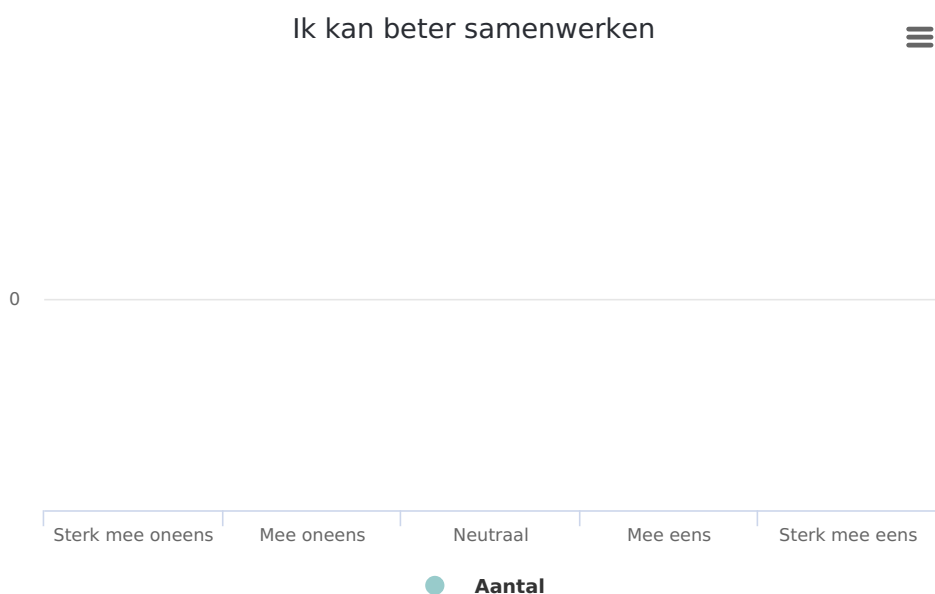 Ik kan beter samenwerken
0
Sterk mee oneens Mee oneens Neutraal Mee eens Sterk mee eens
Aantal